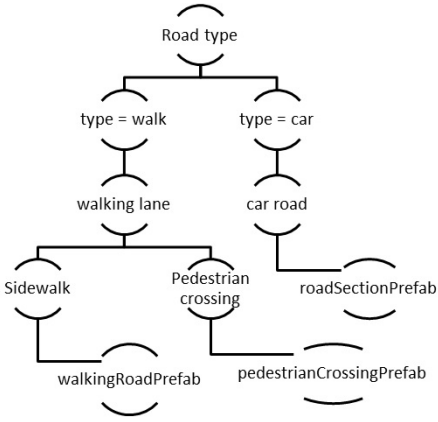 Road type
type = walk
type = car
walking lane
car road
Sidewalk
Pedestrian
crossing
roadSectionPrefab
walkingRoadPrefab
pedestrianCrossingPrefab